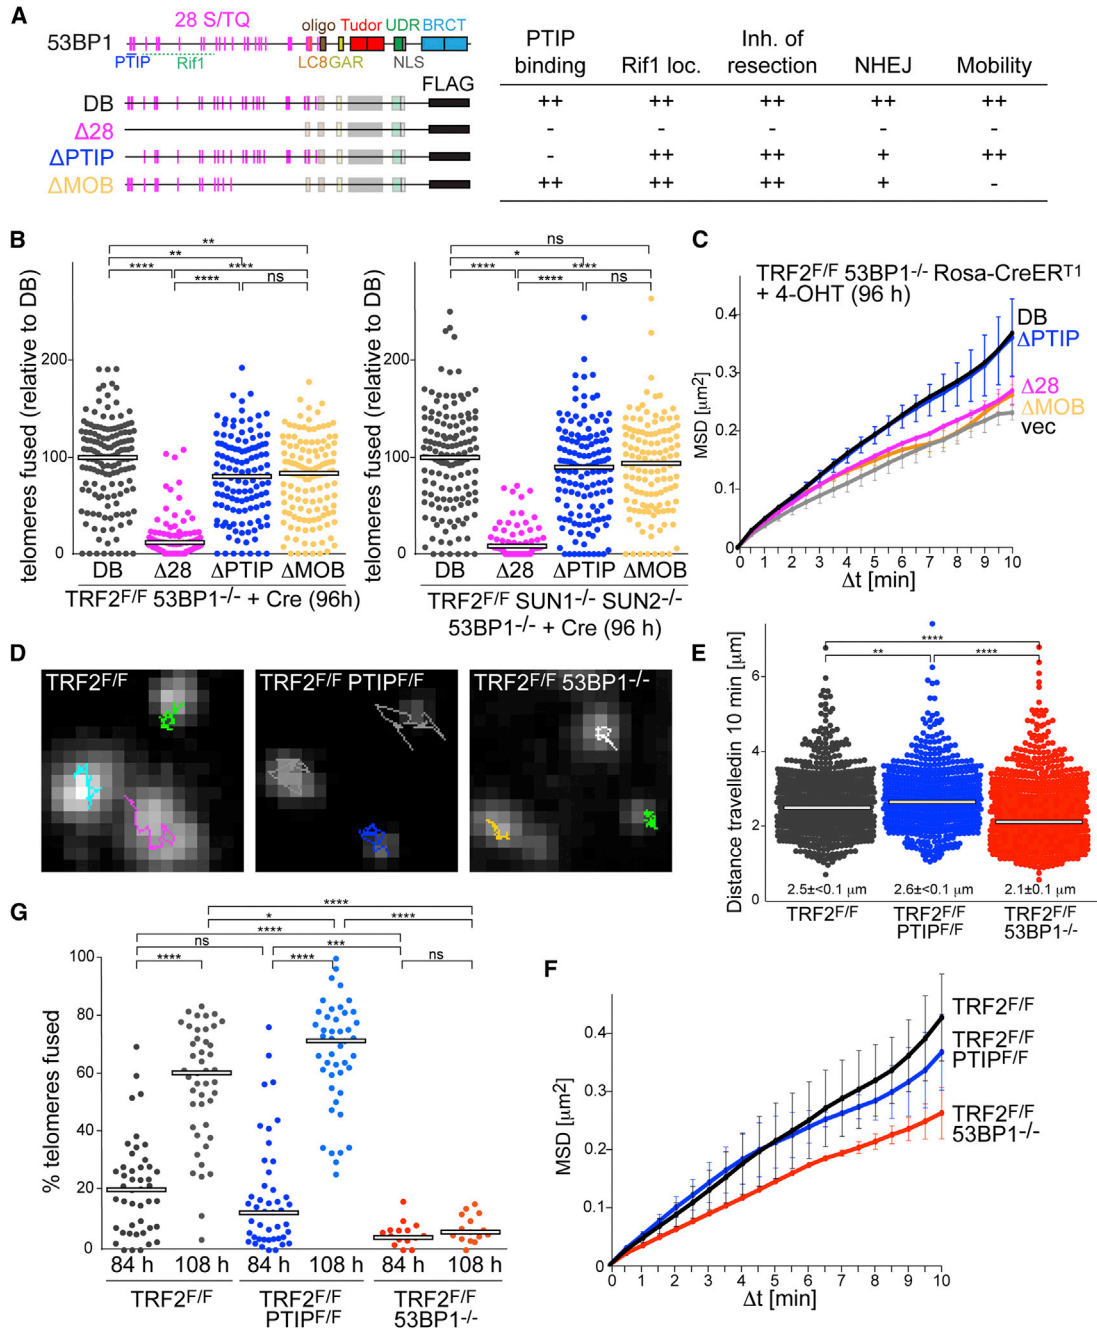 A
28 S/TQ
oligo Tudor UDR BRCT
53BP1
PTIP Rif1 LC8 GAR NLS
FLAG
DB
Δ28
ΔPTIP
ΔMOB
PTIP binding Rif1 loc. Inh. of resection NHEJ Mobility
++ ++ ++ ++ ++
- - - - -
- ++ ++ + ++
++ ++ ++ + -
B
**
**
**** ****
**** ns
telomeres fused (relative to DB)
200
100
0
DB Δ28 ΔPTIP ΔMOB
TRF2F/F 53BP1-/- + Cre (96h)
ns
*
**** ****
**** ns
telomeres fused (relative to DB)
200
100
0
DB Δ28 ΔPTIP ΔMOB
TRF2F/F SUN1-/- SUN2-/-
53BP1-/- + Cre (96 h)
C
TRF2F/F 53BP1-/- Rosa-CreERT1
+ 4-OHT (96 h)
MSD [μm2]
0.4
0.3
0.2
0.1
0
DB
ΔPTIP
Δ28
ΔMOB
vec
0 1 2 3 4 5 6 7 8 9 10
Δt [min]
D
TRF2F/F
TRF2F/F PTIPF/F
TRF2F/F 53BP1-/-
E
****
** ****
Distance travelledin 10 min [μm]
6
4
2
0
2.5±<0.1 μm 2.6±<0.1 μm 2.1±0.1 μm
TRF2F/F
TRF2F/F
PTIPF/F
TRF2F/F
53BP1-/-
G
****
* ****
****
ns ***
**** **** ns
% telomeres fused
100
80
60
40
20
0
84 h 108 h 84 h 108 h 84 h 108 h
TRF2F/F
TRF2F/F
PTIPF/F
TRF2F/F
53BP1-/-
F
MSD [μm2]
0.4
0.3
0.2
0.1
0
TRF2F/F
TRF2F/F
PTIPF/F
TRF2F/F
53BP1-/-
0 1 2 3 4 5 6 7 8 9 10
Δt [min]